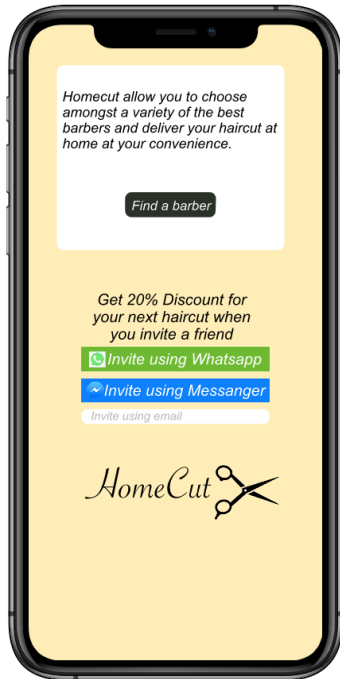 Homecut allow you to choose
amongst a variety of the best
barbers and deliver your haircut at
home at your convenience.
Find a barber
Get 20% Discount for
your next haircut when
you invite a friend
Invite using Whatsapp
Invite using Messanger
Invite using email
HomeCut